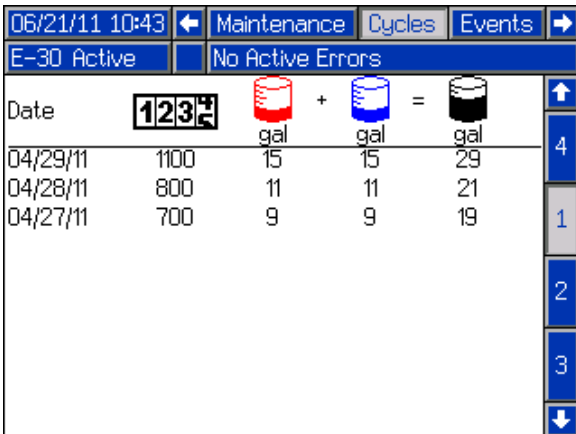 06/21/11 10:43 Maintenance Cycles Events
E-30 Active No Active Errors
Date 1234 + =
gal gal gal
04/29/11 1100 15 15 29
04/28/11 800 11 11 21
04/27/11 700 9 9 19
4
1
2
3